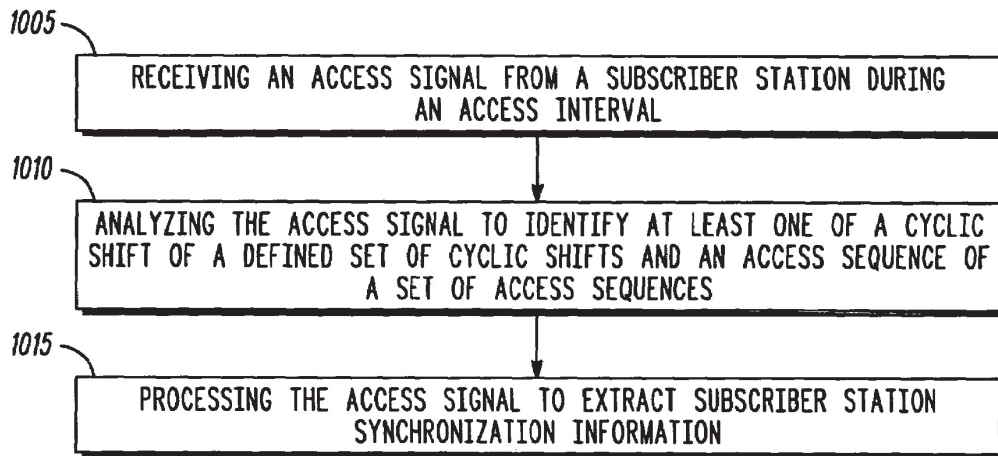 1005
RECEIVING AN ACCESS SIGNAL FROM A SUBSCRIBER STATION DURING
AN ACCESS INTERVAL
1010
ANALYZING THE ACCESS SIGNAL TO IDENTIFY AT LEAST ONE OF A CYCLIC
SHIFT OF A DEFINED SET OF CYCLIC SHIFTS AND AN ACCESS SEQUENCE OF
A SET OF ACCESS SEQUENCES
1015
PROCESSING THE ACCESS SIGNAL TO EXTRACT SUBSCRIBER STATION
SYNCHRONIZATION INFORMATION